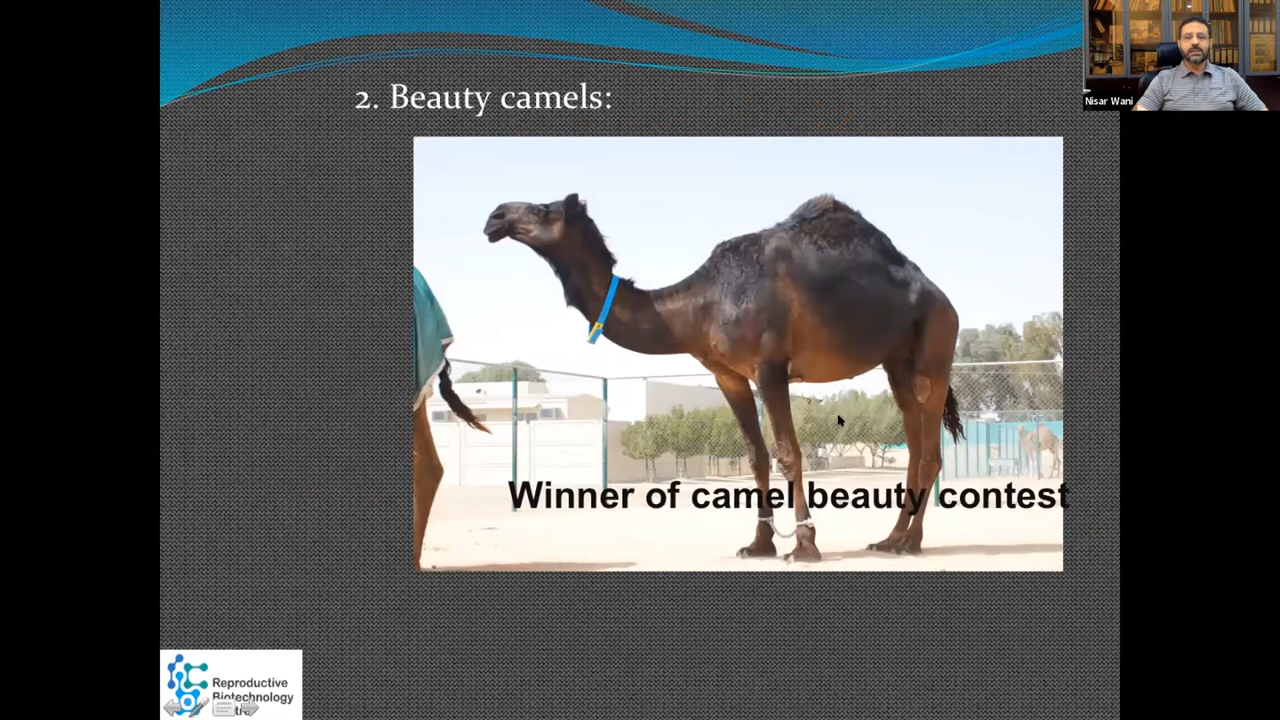 2. Beauty camels:
Nisar Wani
Winner of camel beauty contest
Reproductive
Biotechnology